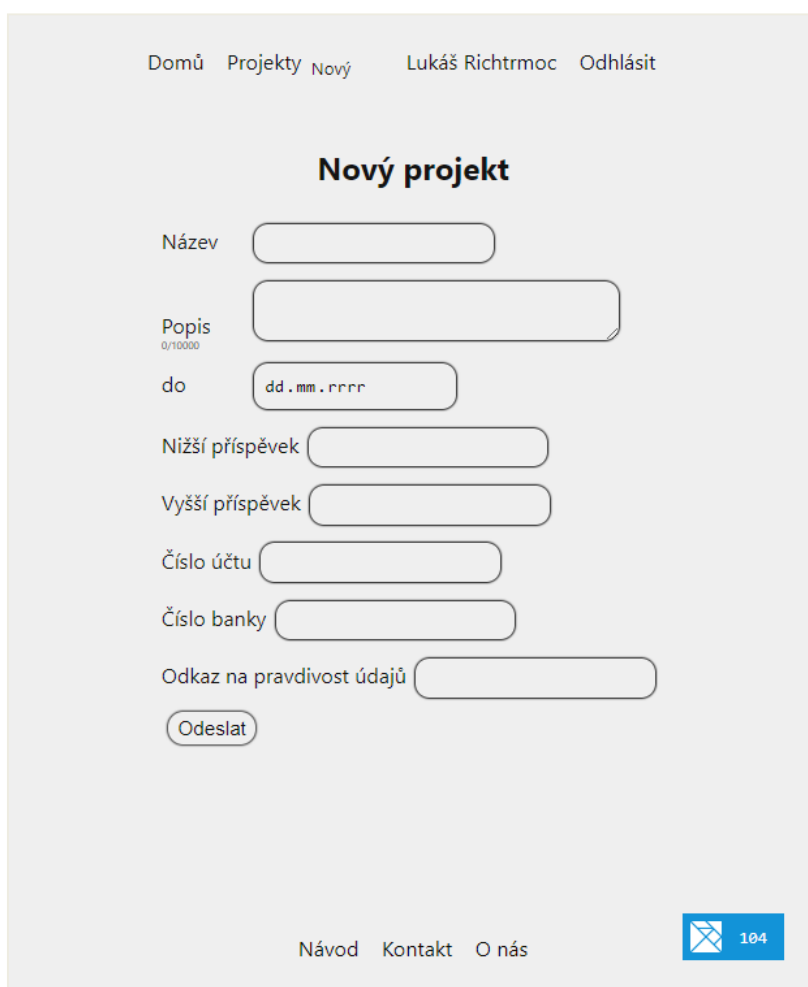 Domů Projekty Nový Lukáš Richtrmoc Odhlásit
Nový projekt
Název
Popis
0/10000
do dd.mm.rrrr
Nižší příspěvek
Vyšší příspěvek
Číslo účtu
Číslo banky
Odkaz na pravdivost údajů
Odeslat
104
Návod Kontakt O nás